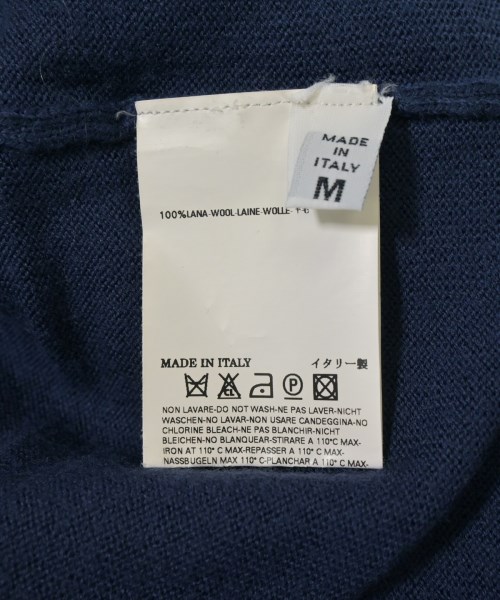 MADE
IN
ITALY
M
100%LANA-WOOL-LAINE-WOLLE-
MADE IN ITALY イタリー製
CL P
NON LAVARE-DO NOT WASH-NE PAS LAVER-NICHT
WASCHEN-NO LAVAR-NON USARE CANDEGGINA-NO
CHLORINE BLEACH-NE PAS BLANCHIR-NICHT
BLEICHEN-NO BLANQUEAR-STIRARE A 110°C MAX-
IRON AT 110° C MAX-REPASSER A 110° C MAX-
NASSBUGELN MAX 110° C-PLANCHAR A 110° C MAX-